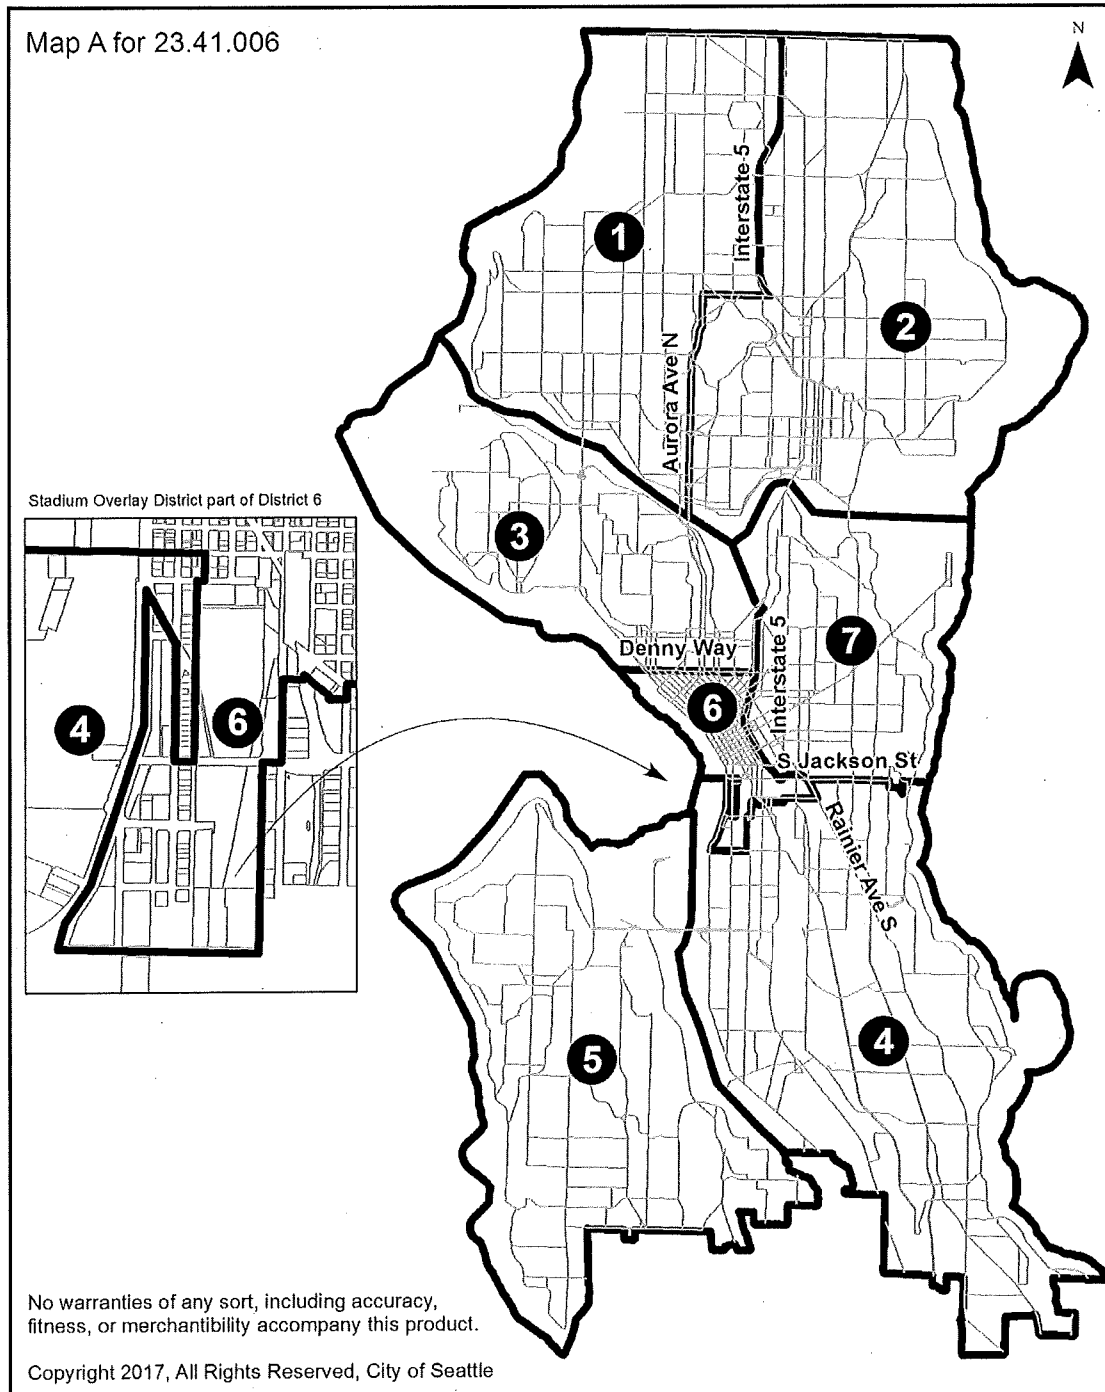 Map A for 23.41.006
N
Interstate 5
1
2
Aurora Ave N
Stadium Overlay District part of District 6
3
Denny Way
Interstate 5
7
6
4
6
S Jackson St
Rainier Ave S
5
4
No warranties of any sort, including accuracy,
fitness, or merchantibility accompany this product.
Copyright 2017, All Rights Reserved, City of Seattle